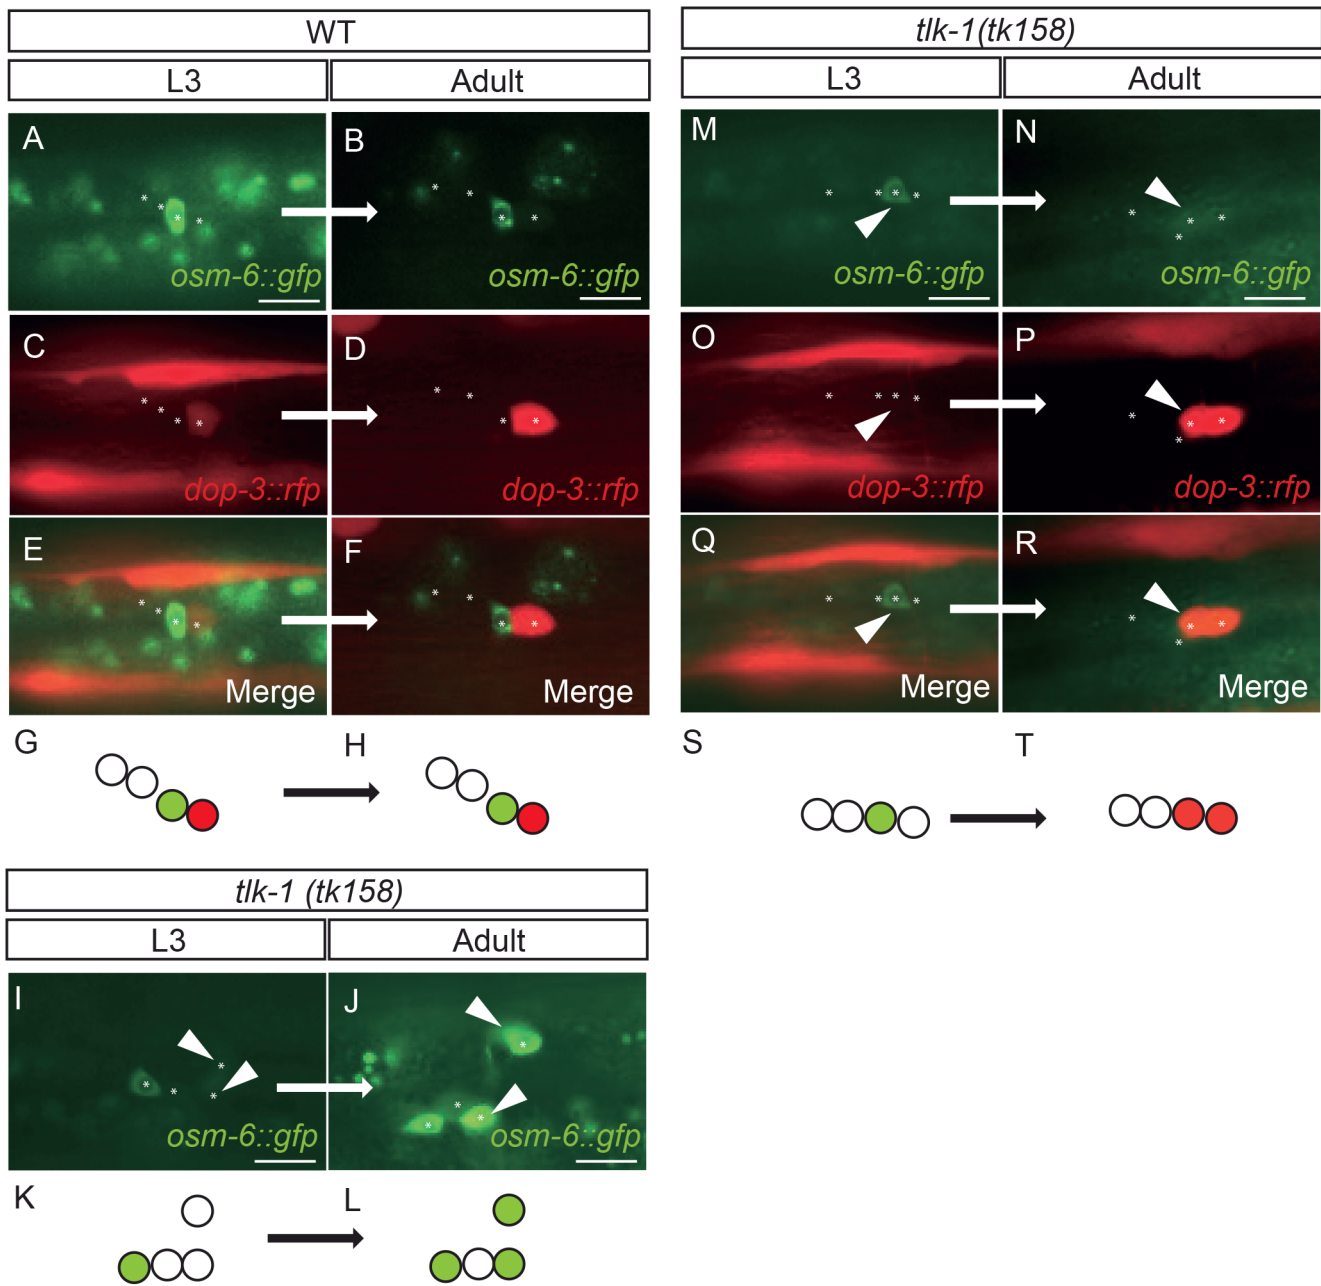 WT
L3 Adult
A B
osm-6::gfp osm-6::gfp
C D
dop-3::rfp dop-3::rfp
E F
Merge Merge
G H
tlk-1 (tk158)
L3 Adult
I J
osm-6::gfp osm-6::gfp
K L
tlk-1(tk158)
L3 Adult
M N
osm-6::gfp osm-6::gfp
O P
dop-3::rfp dop-3::rfp
Q R
Merge Merge
S T